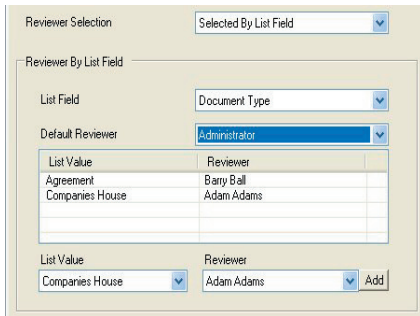 Reviewer Selection Selected By List Field
Reviewer By List Field
List Field Document Type
Default Reviewer Administrator
List Value Reviewer
Agreement Barry Ball
Companies House Adam Adams
List Value Reviewer
Companies House Adam Adams Add